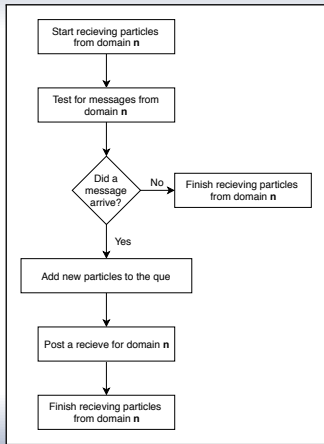 Start recieving particles
from domain n
Test for messages from
domain n
Did a
message
arrive?
No
Finish recieving particles
from domain n
Yes
Add new particles to the que
Post a recieve for domain n
Finish recieving particles
from domain n